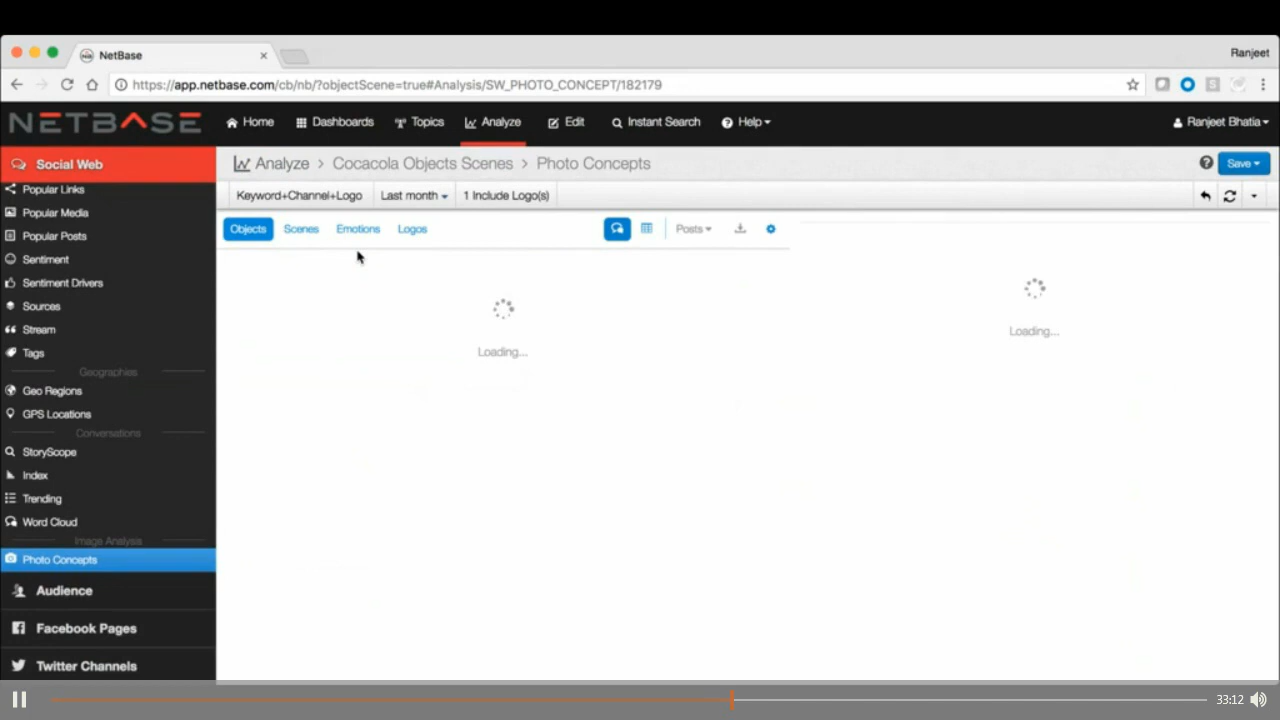 NetBase
Ranjeet
https://app.netbase.com/cb/nb/?objectScene=true#Analysis/SW_PHOTO_CONCEPT/182179
NETBASE
Home
Dashboards
Topics
Analyze
Edit
Instant Search
Help
Ranjeet Bhatia
Social Web
Analyze > Cocacola Objects Scenes > Photo Concepts
Save
Popular Links
Keyword+Channel+Logo
Last month
1 Include Logo(s)
Popular Media
Objects
Scenes
Emotions
Logos
Posts
Popular Posts
Sentiment
Sentiment Drivers
Sources
Stream
Tags
Loading...
Loading...
Geographies
Geo Regions
GPS Locations
Conversations
StoryScope
Index
Trending
Word Cloud
Image Analysis
Photo Concepts
Audience
Facebook Pages
Twitter Channels
33:12